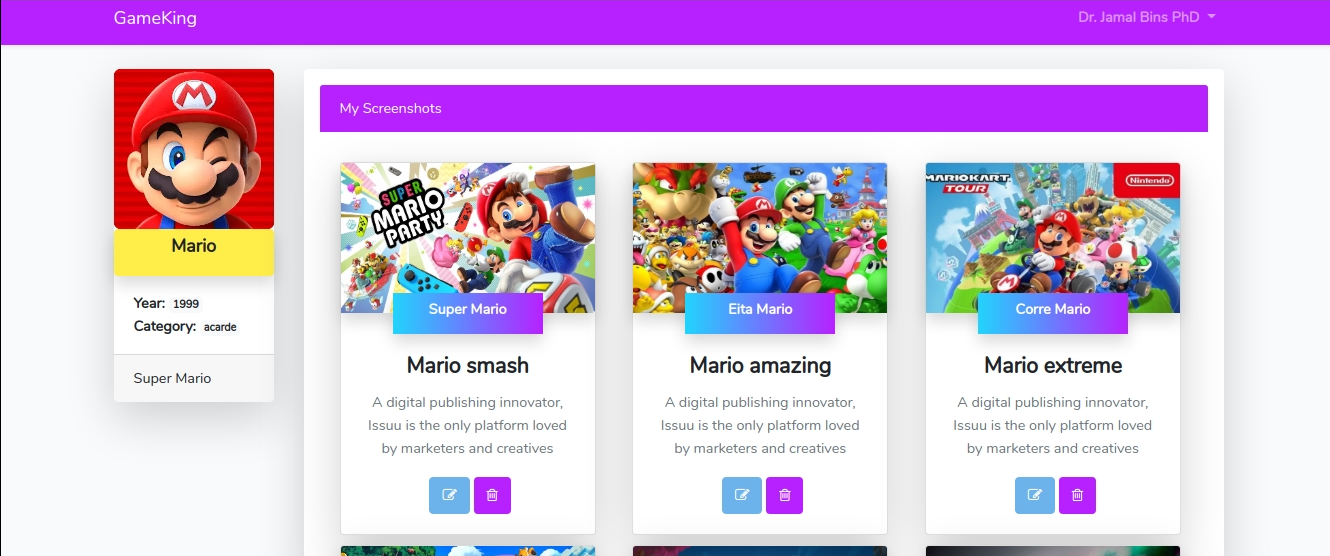 GameKing
Dr. Jamal Bins PhD
Mario
Year: 1999
Category: acarde
Super Mario
My Screenshots
SUPER
MARIO
PARTY
Super Mario
Mario smash
A digital publishing innovator,
Issuu is the only platform loved
by marketers and creatives
Eita Mario
Mario amazing
A digital publishing innovator,
Issuu is the only platform loved
by marketers and creatives
MARIOKART
TOUR
Nintendo
Corre Mario
Mario extreme
A digital publishing innovator,
Issuu is the only platform loved
by marketers and creatives